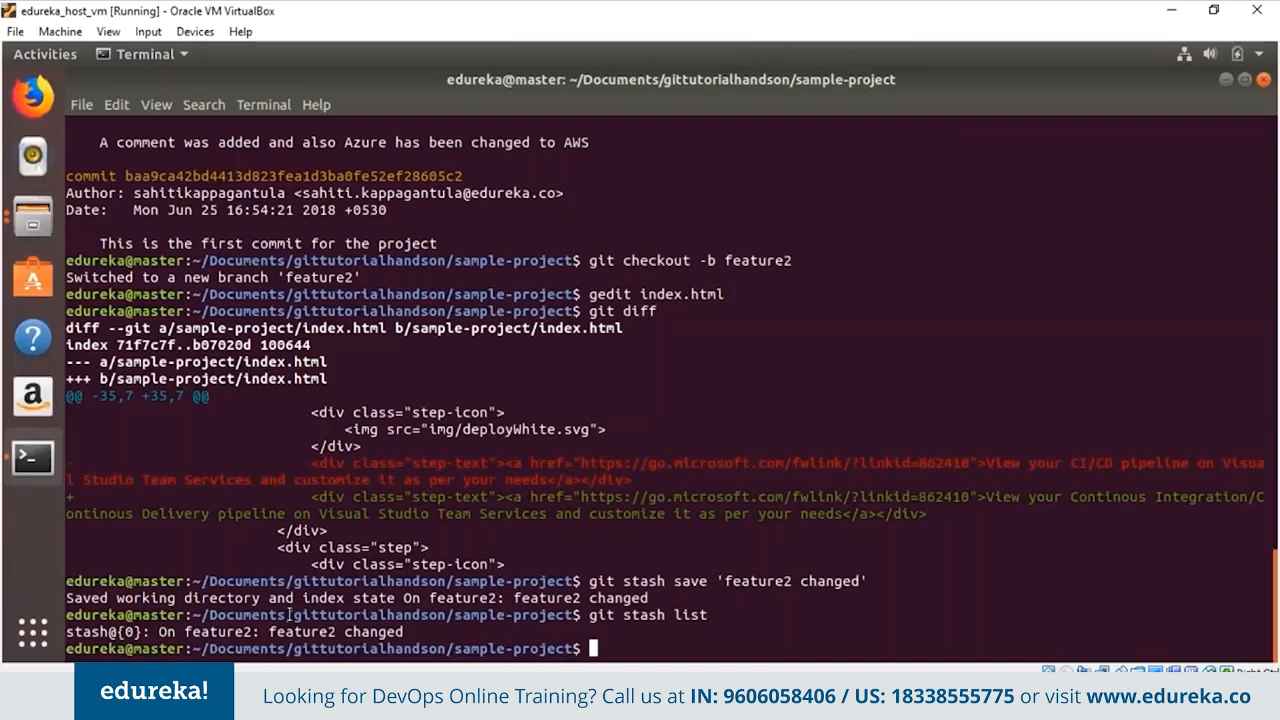 edureka_host_vm [Running] - Oracle VM VirtualBox
File Machine View Input Devices Help
Activities Terminal
edureka@master: ~/Documents/gittutorialhandson/sample-project
File Edit View Search Terminal Help
A comment was added and also Azure has been changed to AWS
commit baa9ca42bd4413d823fea1d3ba0fe52ef28605c2
Author: sahitikappagantula <sahiti.kappagantula@edureka.co>
Date:   Mon Jun 25 16:54:21 2018 +0530
This is the first commit for the project
edureka@master:~/Documents/gittutorialhandson/sample-project$ git checkout -b feature2
Switched to a new branch 'feature2'
edureka@master:~/Documents/gittutorialhandson/sample-project$ gedit index.html
edureka@master:~/Documents/gittutorialhandson/sample-project$ git diff
diff --git a/sample-project/index.html b/sample-project/index.html
index 71f7c7f..b07020d 100644
--- a/sample-project/index.html
+++ b/sample-project/index.html
@@ -35,7 +35,7 @@
<div class="step-icon">
<img src="img/deployWhite.svg">
</div>
- <div class="step-text"><a href="https://go.microsoft.com/fwlink/?linkid=862410">View your CI/CD pipeline on Visua
l Studio Team Services and customize it as per your needs</a></div>
+ <div class="step-text"><a href="https://go.microsoft.com/fwlink/?linkid=862410">View your Continous Integration/C
ontinous Delivery pipeline on Visual Studio Team Services and customize it as per your needs</a></div>
</div>
<div class="step">
<div class="step-icon">
edureka@master:~/Documents/gittutorialhandson/sample-project$ git stash save 'feature2 changed'
Saved working directory and index state On feature2: feature2 changed
edureka@master:~/Documents/gittutorialhandson/sample-project$ git stash list
stash@{0}: On feature2: feature2 changed
edureka@master:~/Documents/gittutorialhandson/sample-project$
edureka!
Looking for DevOps Online Training? Call us at IN: 9606058406 / US: 18338555775 or visit www.edureka.co